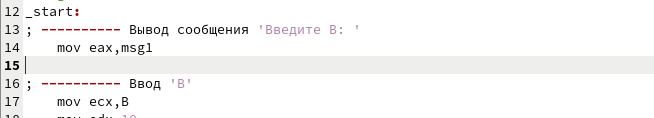 12 _start:
13 ; ---------- Вывод сообщения 'Введите B: '
14 mov eax,msg1
15
16 ; ---------- Ввод 'B'
17 mov ecx,B